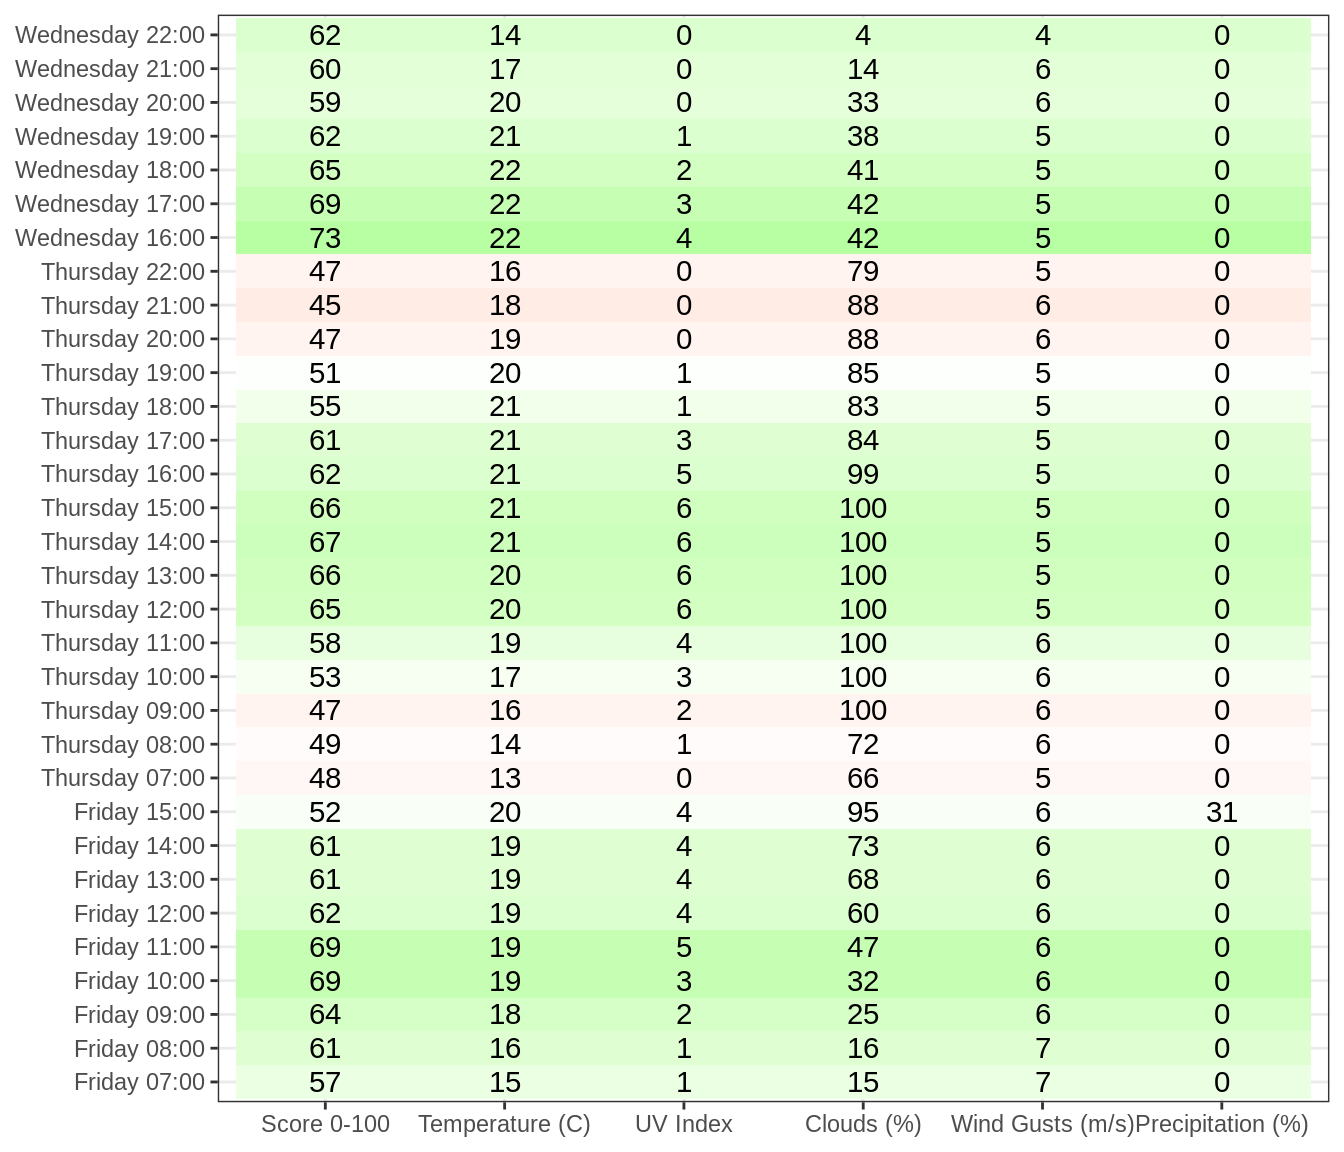 Wednesday 22:00 62 14 0 4 4 0
Wednesday 21:00 60 17 0 14 6 0
Wednesday 20:00 59 20 0 33 6 0
Wednesday 19:00 62 21 1 38 5 0
Wednesday 18:00 65 22 2 41 5 0
Wednesday 17:00 69 22 3 42 5 0
Wednesday 16:00 73 22 4 42 5 0
Thursday 22:00 47 16 0 79 5 0
Thursday 21:00 45 18 0 88 6 0
Thursday 20:00 47 19 0 88 6 0
Thursday 19:00 51 20 1 85 5 0
Thursday 18:00 55 21 1 83 5 0
Thursday 17:00 61 21 3 84 5 0
Thursday 16:00 62 21 5 99 5 0
Thursday 15:00 66 21 6 100 5 0
Thursday 14:00 67 21 6 100 5 0
Thursday 13:00 66 20 6 100 5 0
Thursday 12:00 65 20 6 100 5 0
Thursday 11:00 58 19 4 100 6 0
Thursday 10:00 53 17 3 100 6 0
Thursday 09:00 47 16 2 100 6 0
Thursday 08:00 49 14 1 72 6 0
Thursday 07:00 48 13 0 66 5 0
Friday 15:00 52 20 4 95 6 31
Friday 14:00 61 19 4 73 6 0
Friday 13:00 61 19 4 68 6 0
Friday 12:00 62 19 4 60 6 0
Friday 11:00 69 19 5 47 6 0
Friday 10:00 69 19 3 32 6 0
Friday 09:00 64 18 2 25 6 0
Friday 08:00 61 16 1 16 7 0
Friday 07:00 57 15 1 15 7 0
Score 0-100 Temperature (C) UV Index Clouds (%) Wind Gusts (m/s) Precipitation (%)